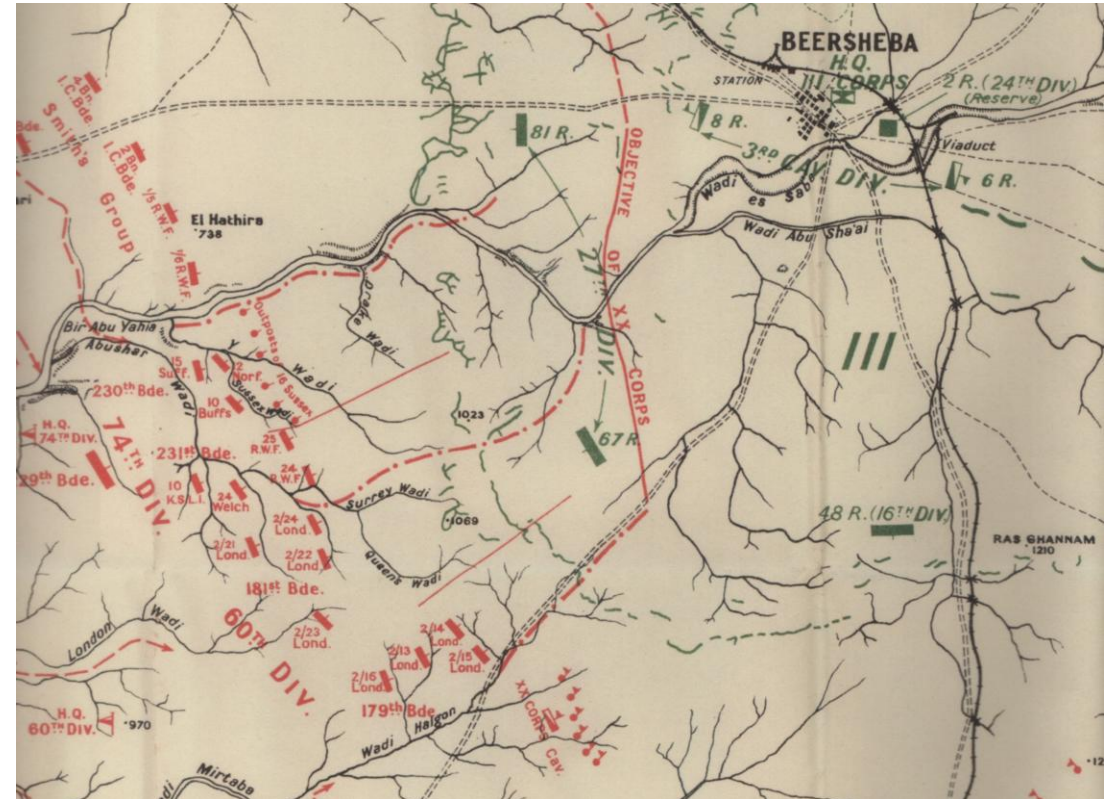 BEERSHEBA
STATION
H.Q.
III CORPS
2 R. (24TH DIV.)
(Reserve)
Viaduct
8 R.
3RD CAV. DIV.
6 R.
81 R.
27TH DIV.
67 R.
48 R. (16TH DIV)
RAS GHANNAM
1210
OBJECTIVE OF XX CORPS
Wadi es Saba
Wadi Abu Sha'ai
4. Bn.
I.C. Bde.
Smith's Group
Bde.
2 Bn.
I.C. Bde.
1/5 R.W.F.
1/6 R.W.F.
El Hathira
738
Bir Abu Yahia
Abushar Wadi
Y Wadi
Drake Wadi
Outposts of 16 Sussex
Sussex Wadi
15
Suff.
2
Norf.
10
Buffs
230th Bde.
25
R.W.F.
H.Q.
74TH DIV.
74TH DIV.
231st Bde.
29th Bde.
10
K.S.L.I.
24
Welch
24
R.W.F.
1023
1069
Surrey Wadi
Queen's Wadi
2/24
Lond.
2/21
Lond.
2/22
Lond.
181st Bde.
60TH DIV.
2/23
Lond.
London Wadi
2/14
Lond.
2/13
Lond.
2/15
Lond.
2/16
Lond.
179th Bde.
XX CORPS Cav.
Wadi Halgon
H.Q.
60TH DIV.
970
Mirtaba